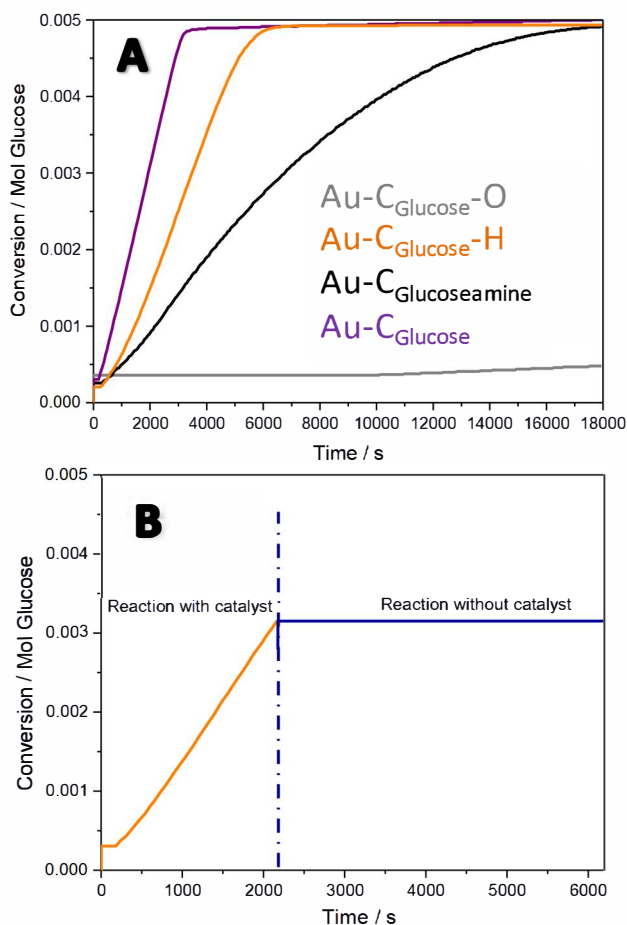 A
0.005
0.004
0.003
0.002
0.001
0.000
Conversion / Mol Glucose
Au-CGlucose-O
Au-CGlucose-H
Au-CGlucoseamine
Au-CGlucose
0 2000 4000 6000 8000 10000 12000 14000 16000 18000
Time / s
B
0.005
0.004
0.003
0.002
0.001
0.000
Conversion / Mol Glucose
Reaction with catalyst
Reaction without catalyst
0 1000 2000 3000 4000 5000 6000
Time / s